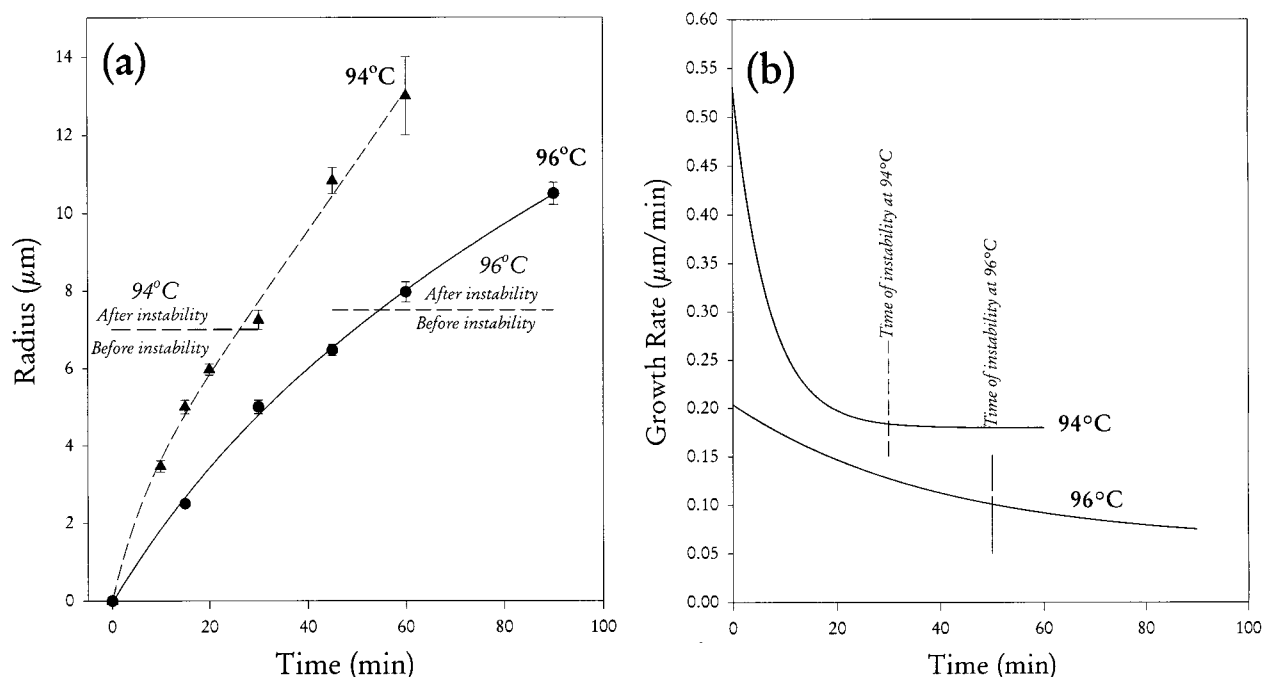 (a)
94°C
96°C
94°C
After instability
Before instability
96°C
After instability
Before instability
Radius (μm)
14
12
10
8
6
4
2
0
0 20 40 60 80 100
Time (min)
(b)
Growth Rate (μm/min)
0.60
0.55
0.50
0.45
0.40
0.35
0.30
0.25
0.20
0.15
0.10
0.05
0.00
Time of instability at 94°C
Time of instability at 96°C
94°C
96°C
0 20 40 60 80 100
Time (min)